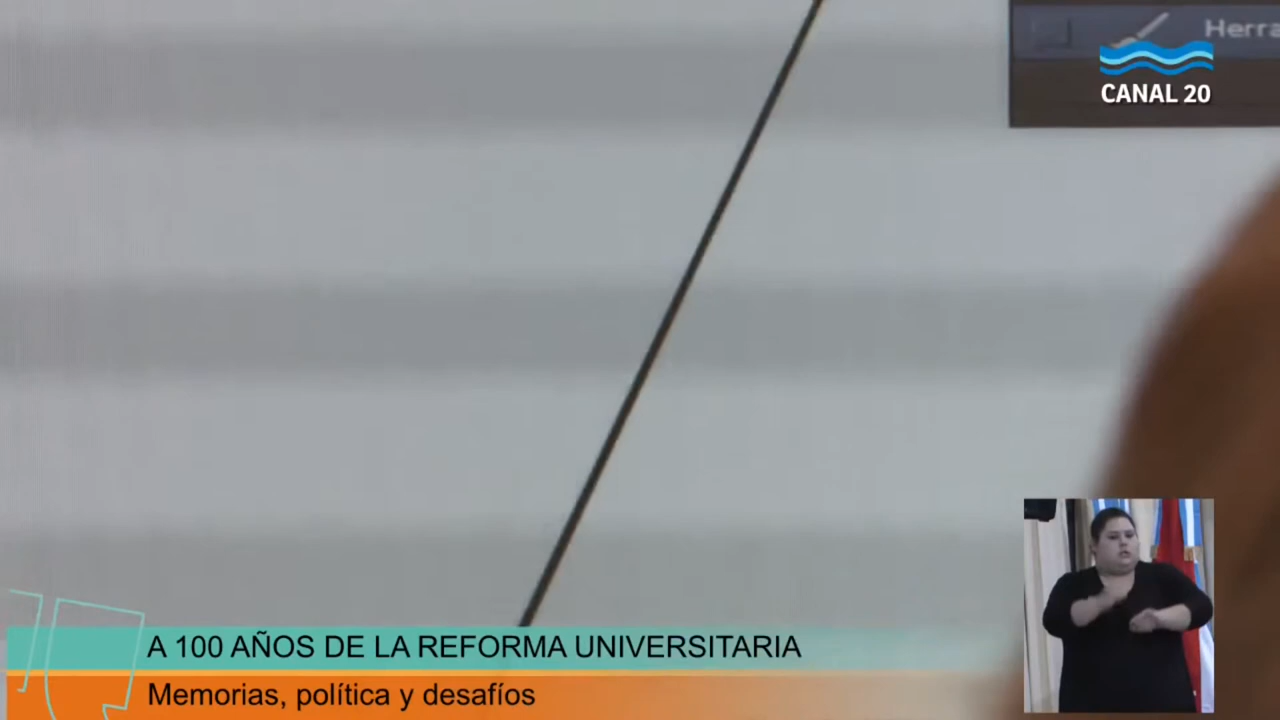 CANAL 20
A 100 AÑOS DE LA REFORMA UNIVERSITARIA
Memorias, política y desafíos